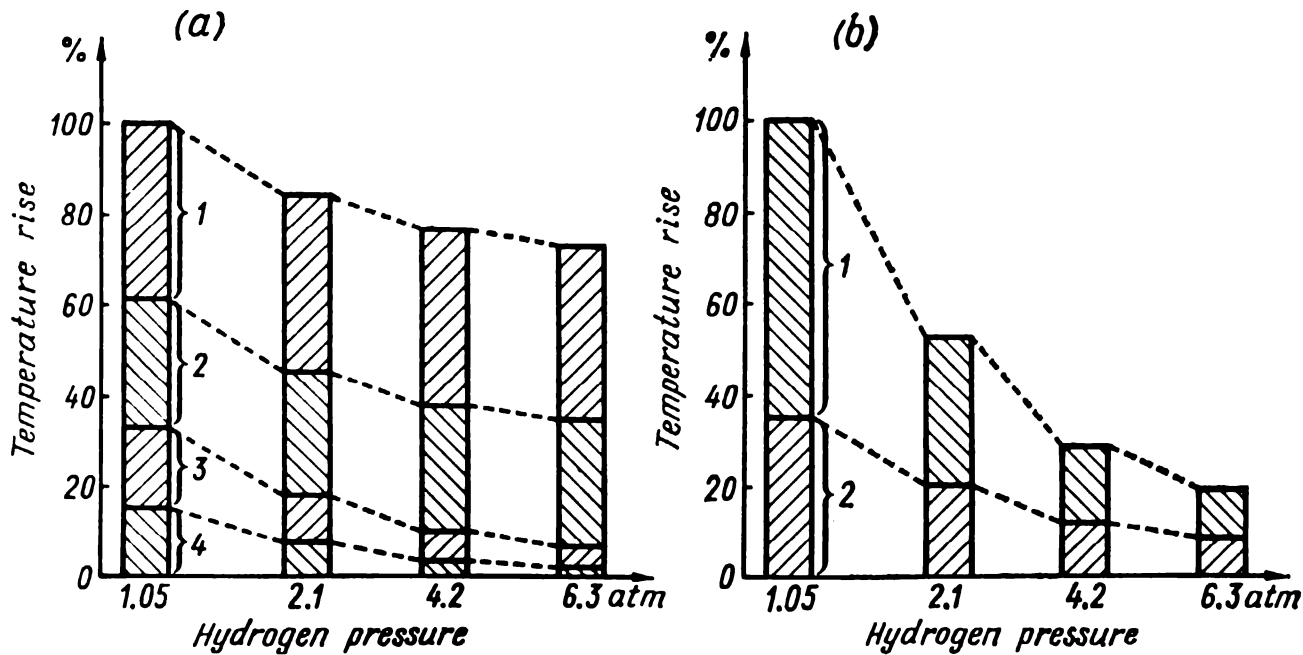 (a)
%
100
80
60
40
20
0
Temperature rise
1
2
3
4
1.05 2.1 4.2 6.3 atm
Hydrogen pressure
(b)
%
100
80
60
40
20
0
Temperature rise
1
2
1.05 2.1 4.2 6.3 atm
Hydrogen pressure